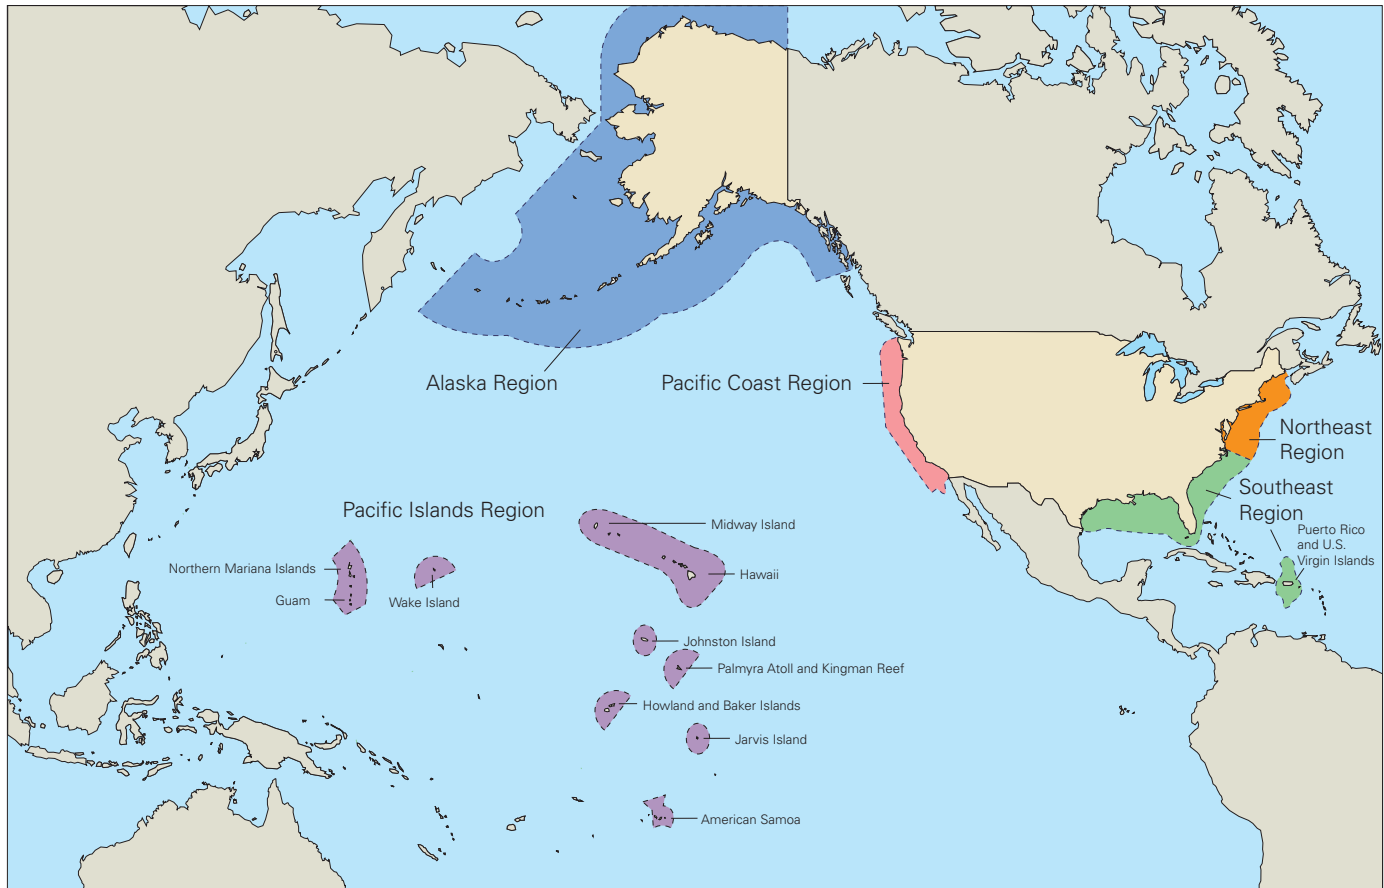 Alaska Region
Pacific Coast Region
Northeast
Region
Southeast
Region
Puerto Rico
and U.S.
Virgin Islands
Pacific Islands Region
Midway Island
Northern Mariana Islands
Hawaii
Guam
Wake Island
Johnston Island
Palmyra Atoll and Kingman Reef
Howland and Baker Islands
Jarvis Island
American Samoa